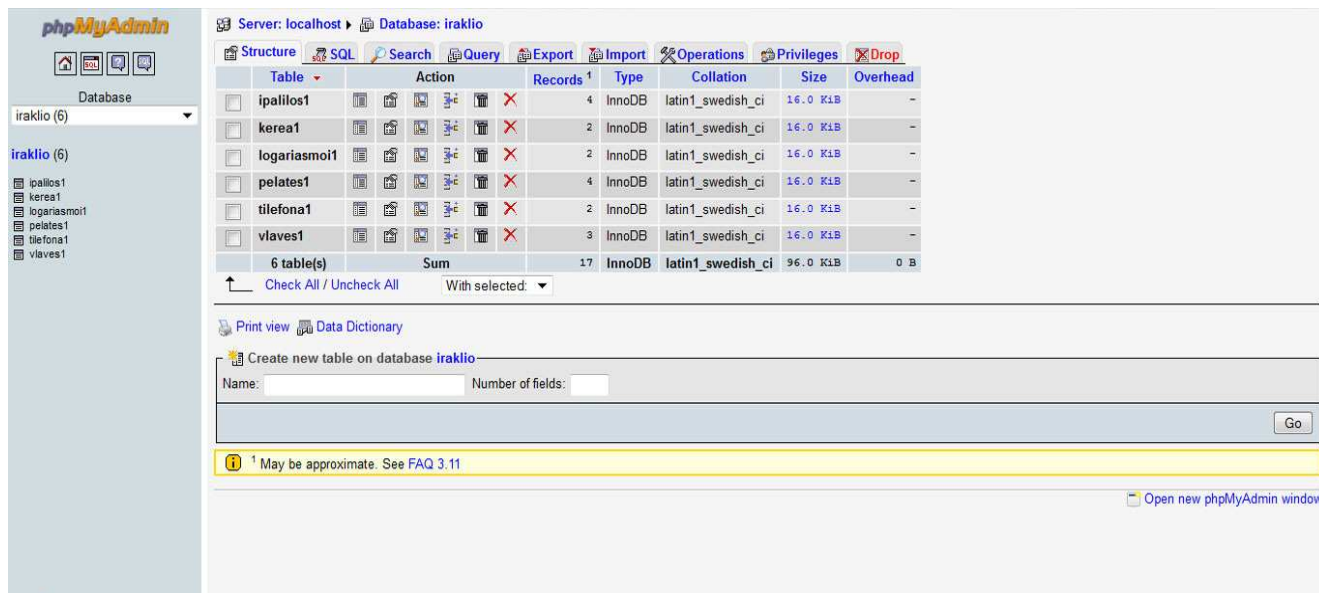 phpMyAdmin
Database
iraklio (6)
iraklio (6)
ipalilos1
kerea1
logariasmoi1
pelates1
tilefona1
vlaves1
Server: localhost Database: iraklio
Structure SQL Search Query Export Import Operations Privileges Drop
Table Action Records 1 Type Collation Size Overhead
ipalilos1 4 InnoDB latin1_swedish_ci 16.0 KiB -
kerea1 2 InnoDB latin1_swedish_ci 16.0 KiB -
logariasmoi1 2 InnoDB latin1_swedish_ci 16.0 KiB -
pelates1 4 InnoDB latin1_swedish_ci 16.0 KiB -
tilefona1 2 InnoDB latin1_swedish_ci 16.0 KiB -
vlaves1 3 InnoDB latin1_swedish_ci 16.0 KiB -
6 table(s) Sum 17 InnoDB latin1_swedish_ci 96.0 KiB 0 B
Check All / Uncheck All With selected:
Print view Data Dictionary
Create new table on database iraklio
Name: Number of fields:
Go
1 May be approximate. See FAQ 3.11
Open new phpMyAdmin window